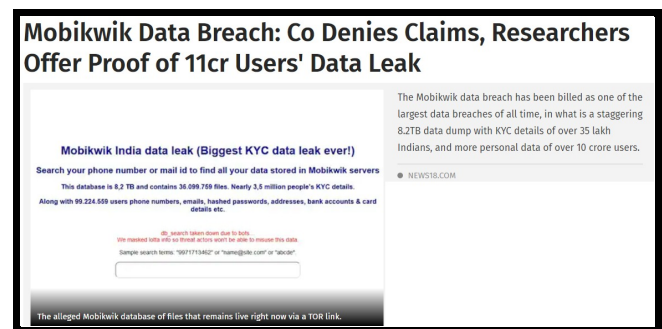 Mobikwik Data Breach: Co Denies Claims, Researchers
Offer Proof of 11cr Users' Data Leak
The Mobikwik data breach has been billed as one of the
largest data breaches of all time, in what is a staggering
8.2TB data dump with KYC details of over 35 lakh
Indians, and more personal data of over 10 crore users.
NEWS18.COM
Mobikwik India data leak (Biggest KYC data leak ever!)
Search your phone number or mail id to find all your data stored in Mobikwik servers
This database is 8,2 TB and contains 36.099.759 files. Nearly 3,5 million people's KYC details.
Along with 99.224.559 users phone numbers, emails, hashed passwords, addresses, bank accounts & card
details etc.
db_search taken down due to bots.
We masked info so threat actors won't be able to misuse this data.
Sample search terms: "9971713462" or "name@site.com" or "abcde".
The alleged Mobikwik database of files that remains live right now via a TOR link.